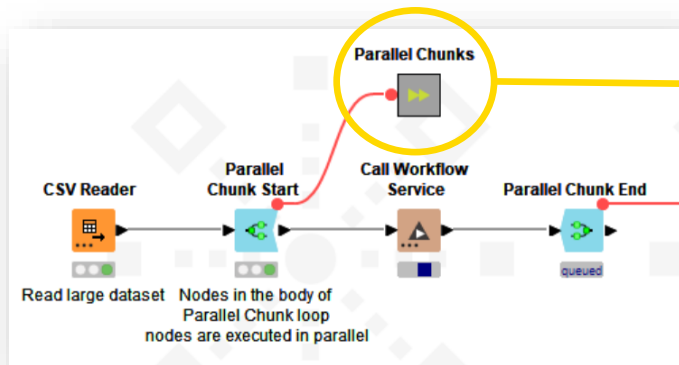 Parallel Chunks
CSV Reader
Parallel
Chunk Start
Call Workflow
Service
Parallel Chunk End
queued
Read large dataset
Nodes in the body of
Parallel Chunk loop
nodes are executed in parallel